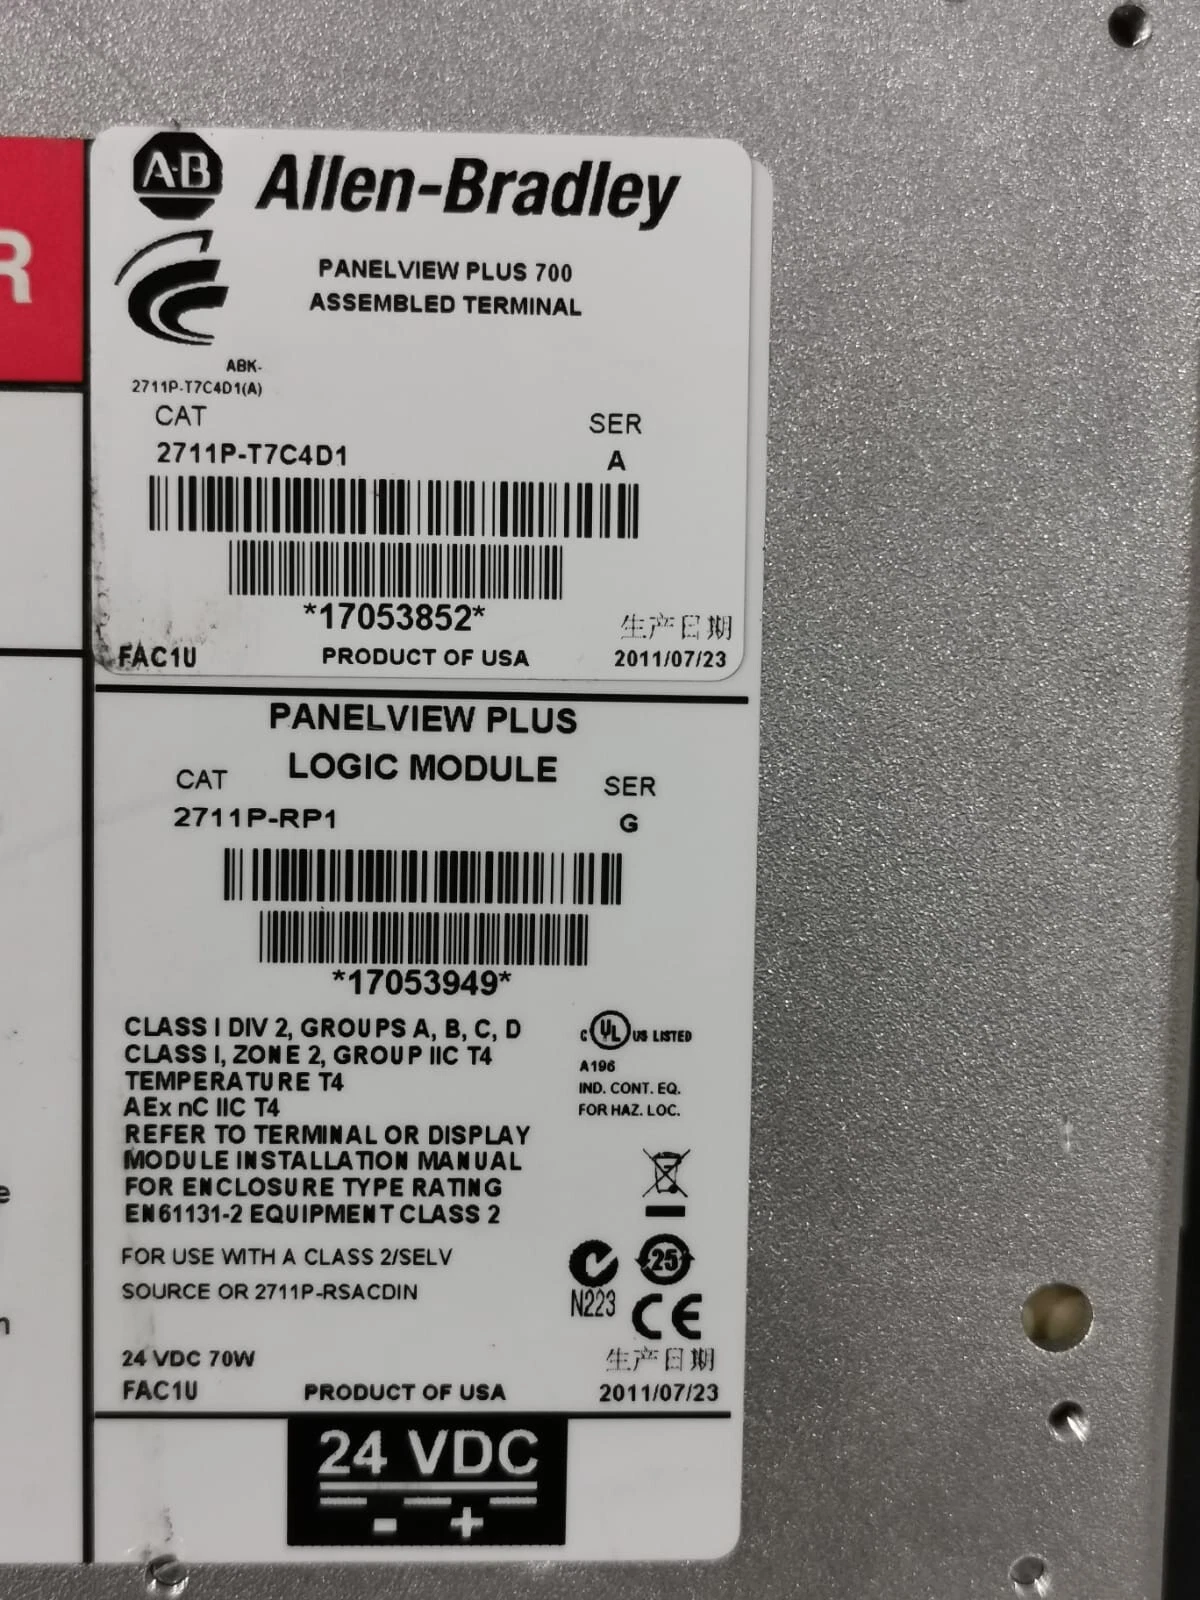 R
A-B Allen-Bradley
PANELVIEW PLUS 700
ASSEMBLED TERMINAL
ABK-
2711P-T7C4D1(A)
CAT SER
2711P-T7C4D1 A
*17053852*
生产日期
FAC1U PRODUCT OF USA 2011/07/23
PANELVIEW PLUS
LOGIC MODULE
CAT SER
2711P-RP1 G
*17053949*
CLASS I DIV 2, GROUPS A, B, C, D
CLASS I, ZONE 2, GROUP IIC T4
TEMPERATURE T4
AEx nC IIC T4
REFER TO TERMINAL OR DISPLAY
MODULE INSTALLATION MANUAL
FOR ENCLOSURE TYPE RATING
EN61131-2 EQUIPMENT CLASS 2
C UL US LISTED
A196
IND. CONT. EQ.
FOR HAZ. LOC.
FOR USE WITH A CLASS 2/SELV
SOURCE OR 2711P-RSACDIN
25
N223 CE
24 VDC 70W 生产日期
FAC1U PRODUCT OF USA 2011/07/23
24 VDC
- +
e
n